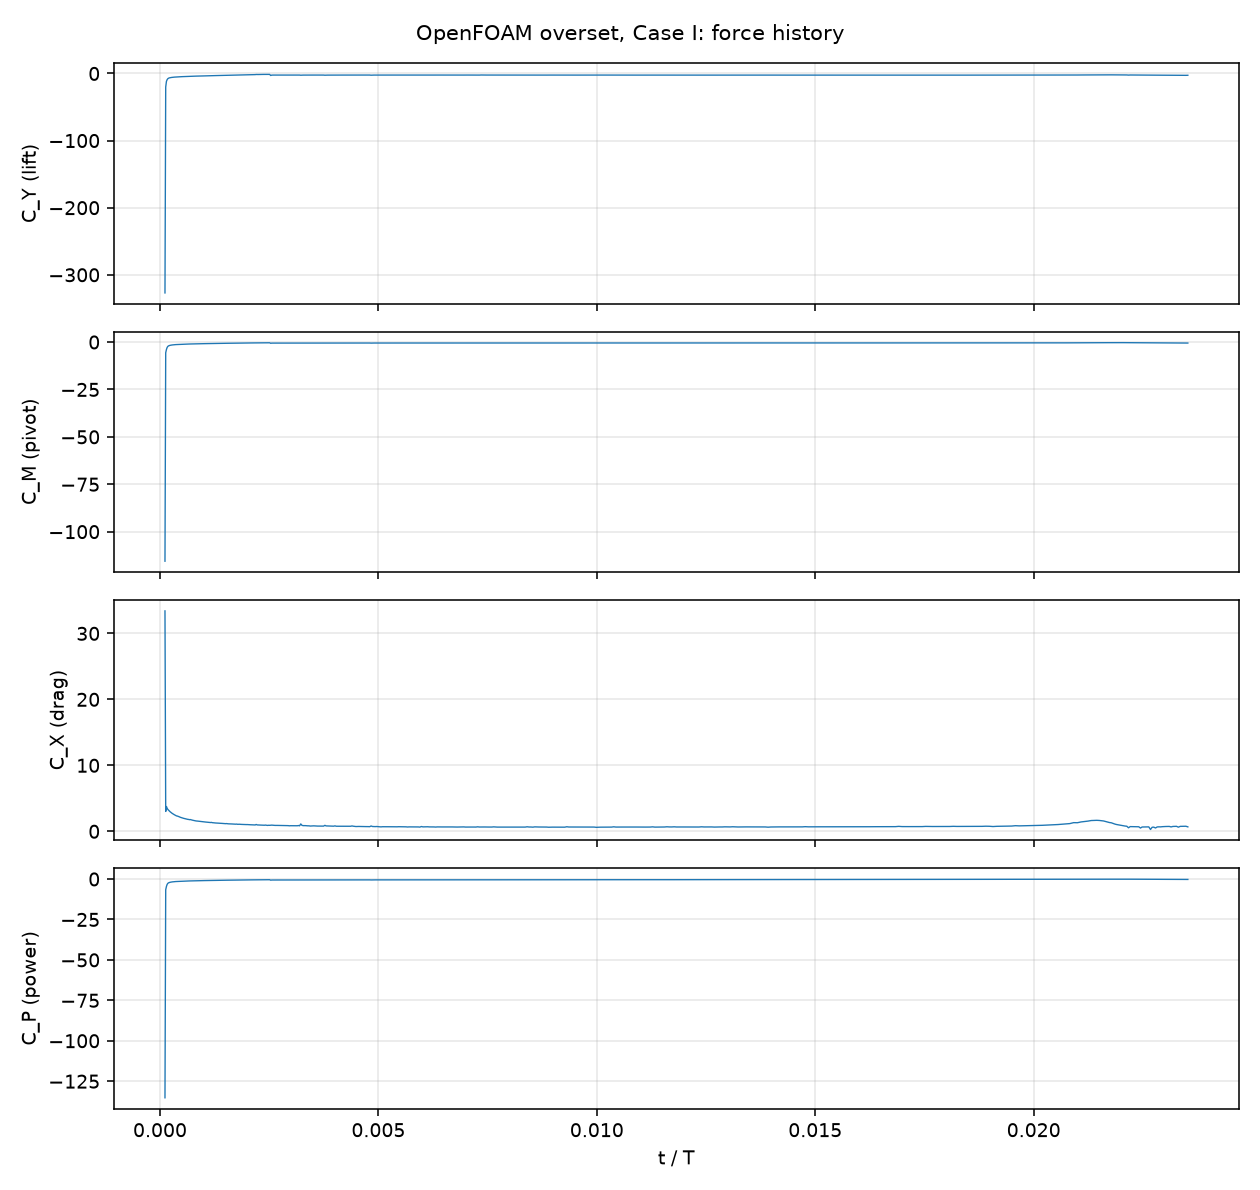 OpenFOAM overset, Case I: force history
C_Y (lift)
0
−100
−200
−300
C_M (pivot)
0
−25
−50
−75
−100
C_X (drag)
30
20
10
0
C_P (power)
0
−25
−50
−75
−100
−125
0.000 0.005 0.010 0.015 0.020
t / T